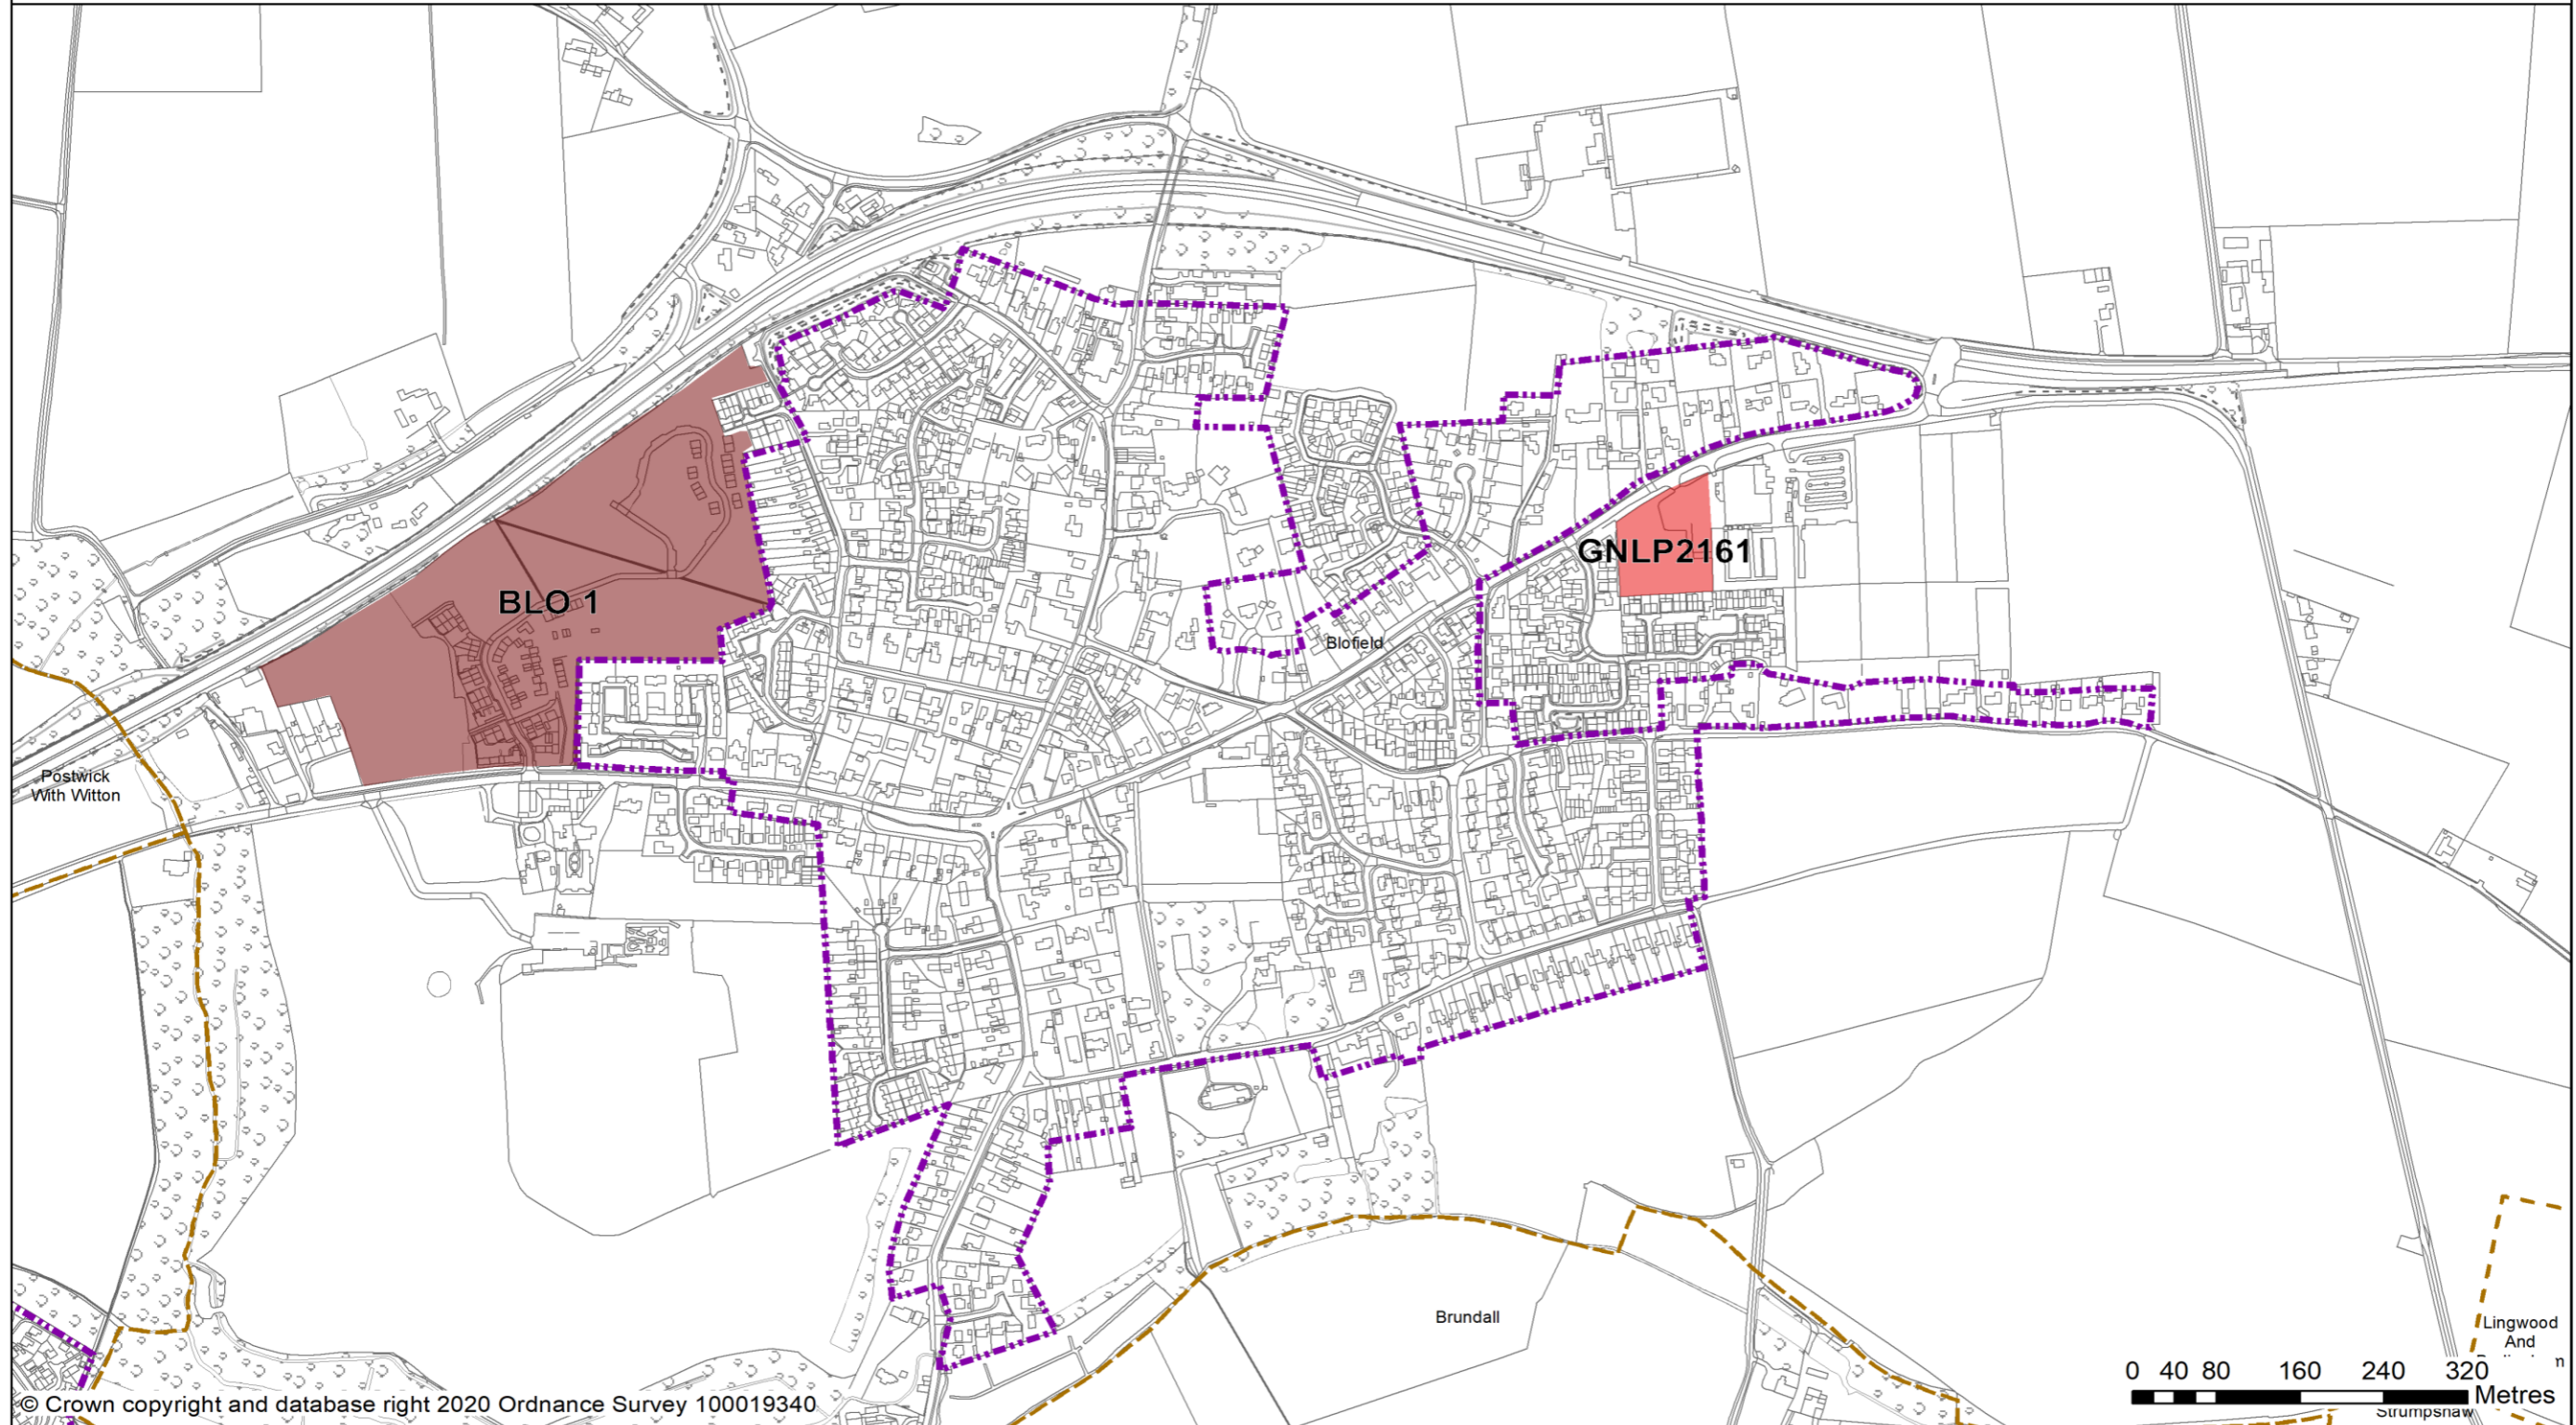 BLO 1
GNLP2161
Blofield
Postwick
With Witton
Brundall
Lingwood
And
0 40 80 160 240 320
Metres
Strumpshaw
© Crown copyright and database right 2020 Ordnance Survey 100019340